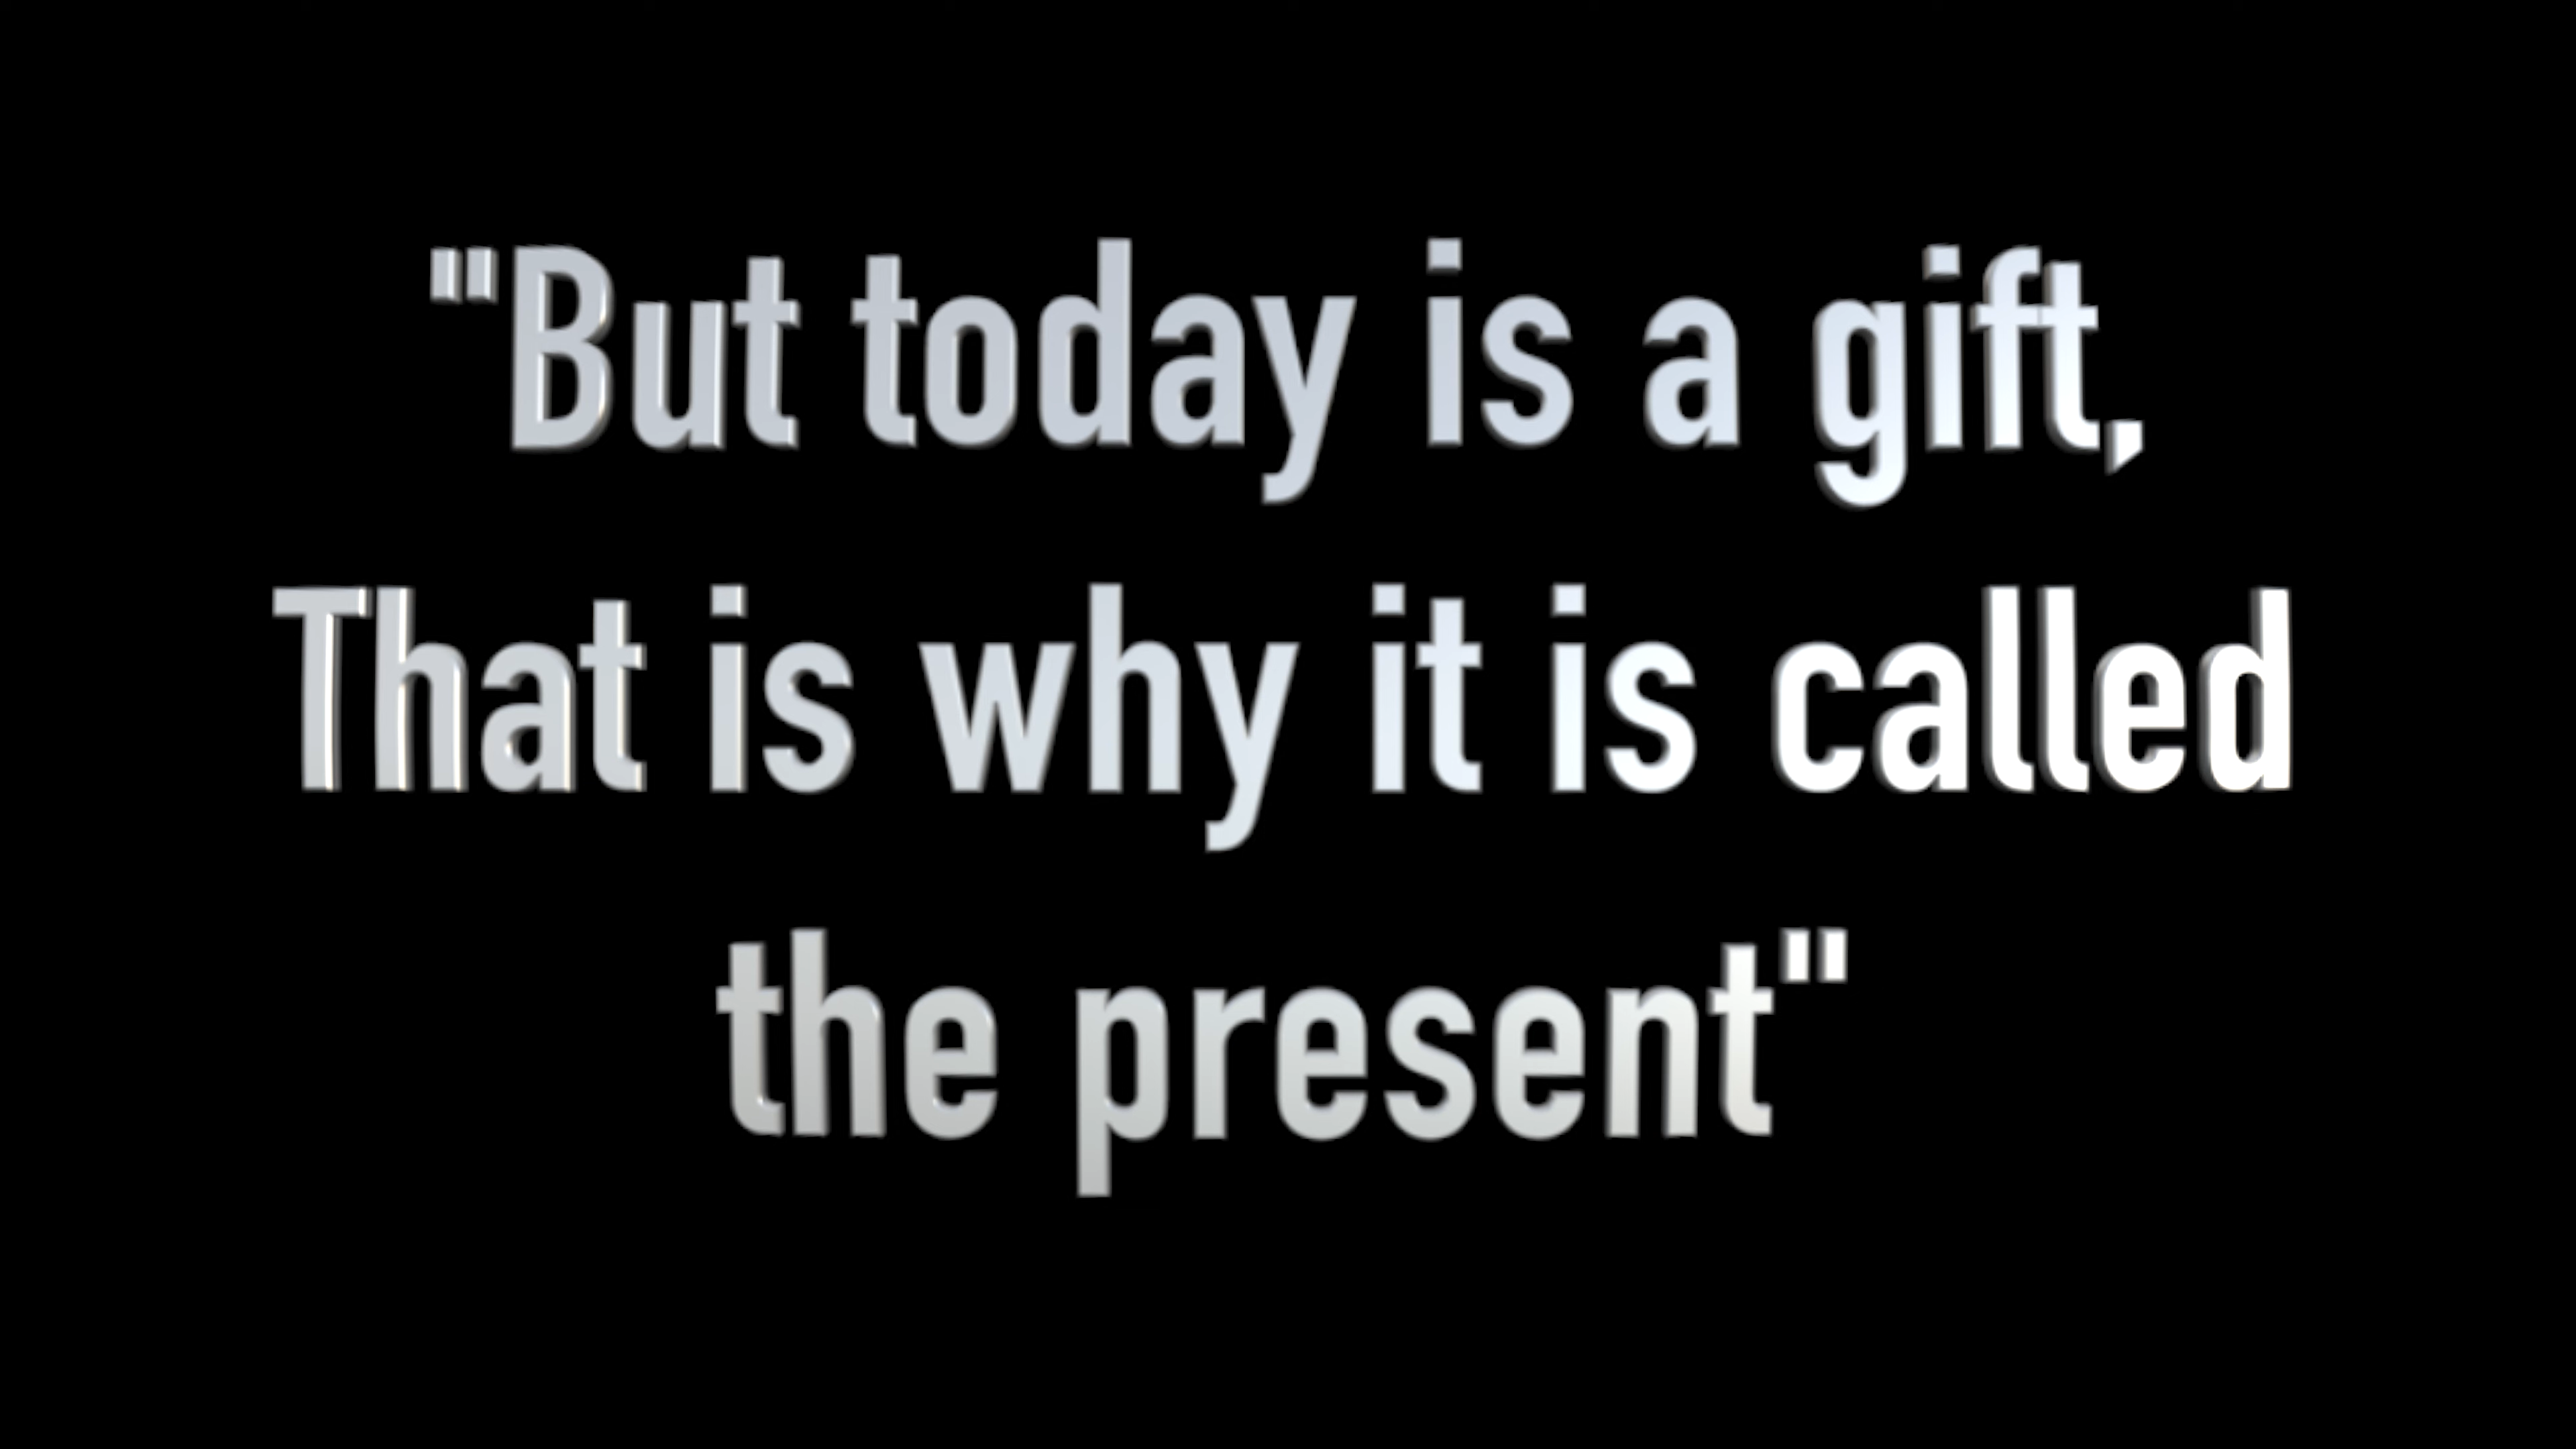 "But today is a gift,
That is why it is called
the present"